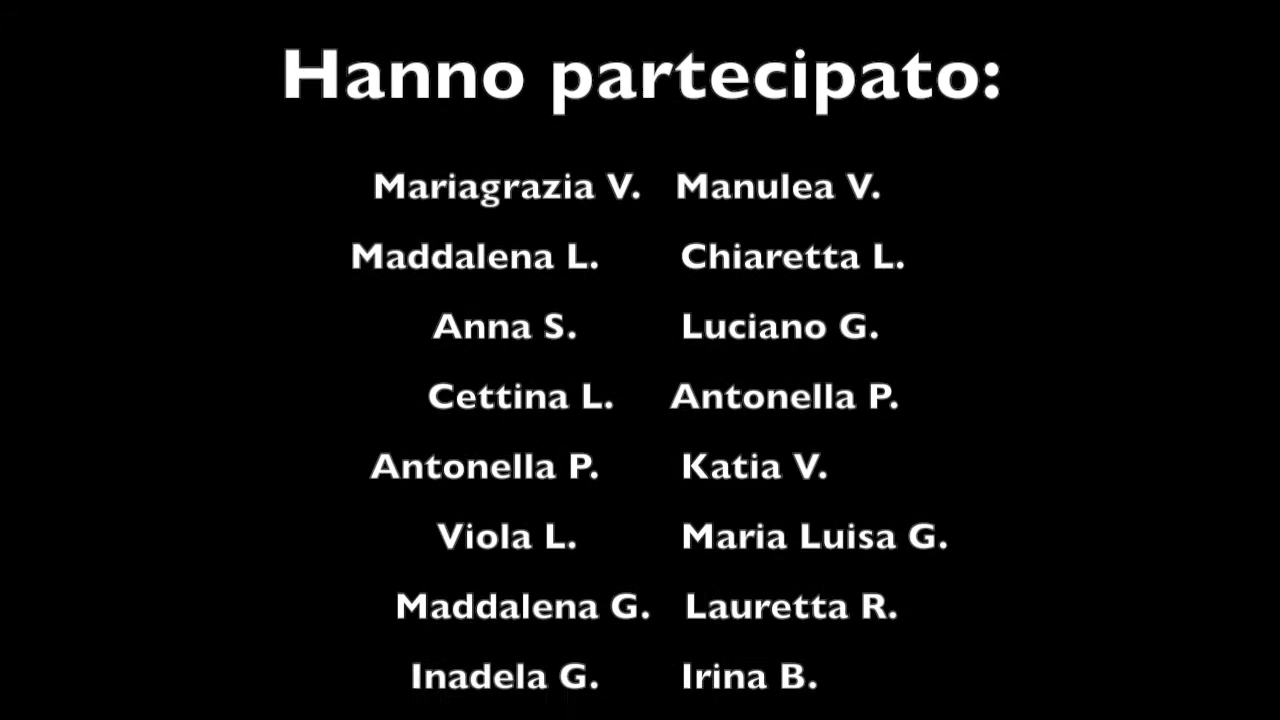 Hanno partecipato:
Mariagrazia V. Manulea V.
Maddalena L. Chiaretta L.
Anna S. Luciano G.
Cettina L. Antonella P.
Antonella P. Katia V.
Viola L. Maria Luisa G.
Maddalena G. Lauretta R.
Inadela G. Irina B.